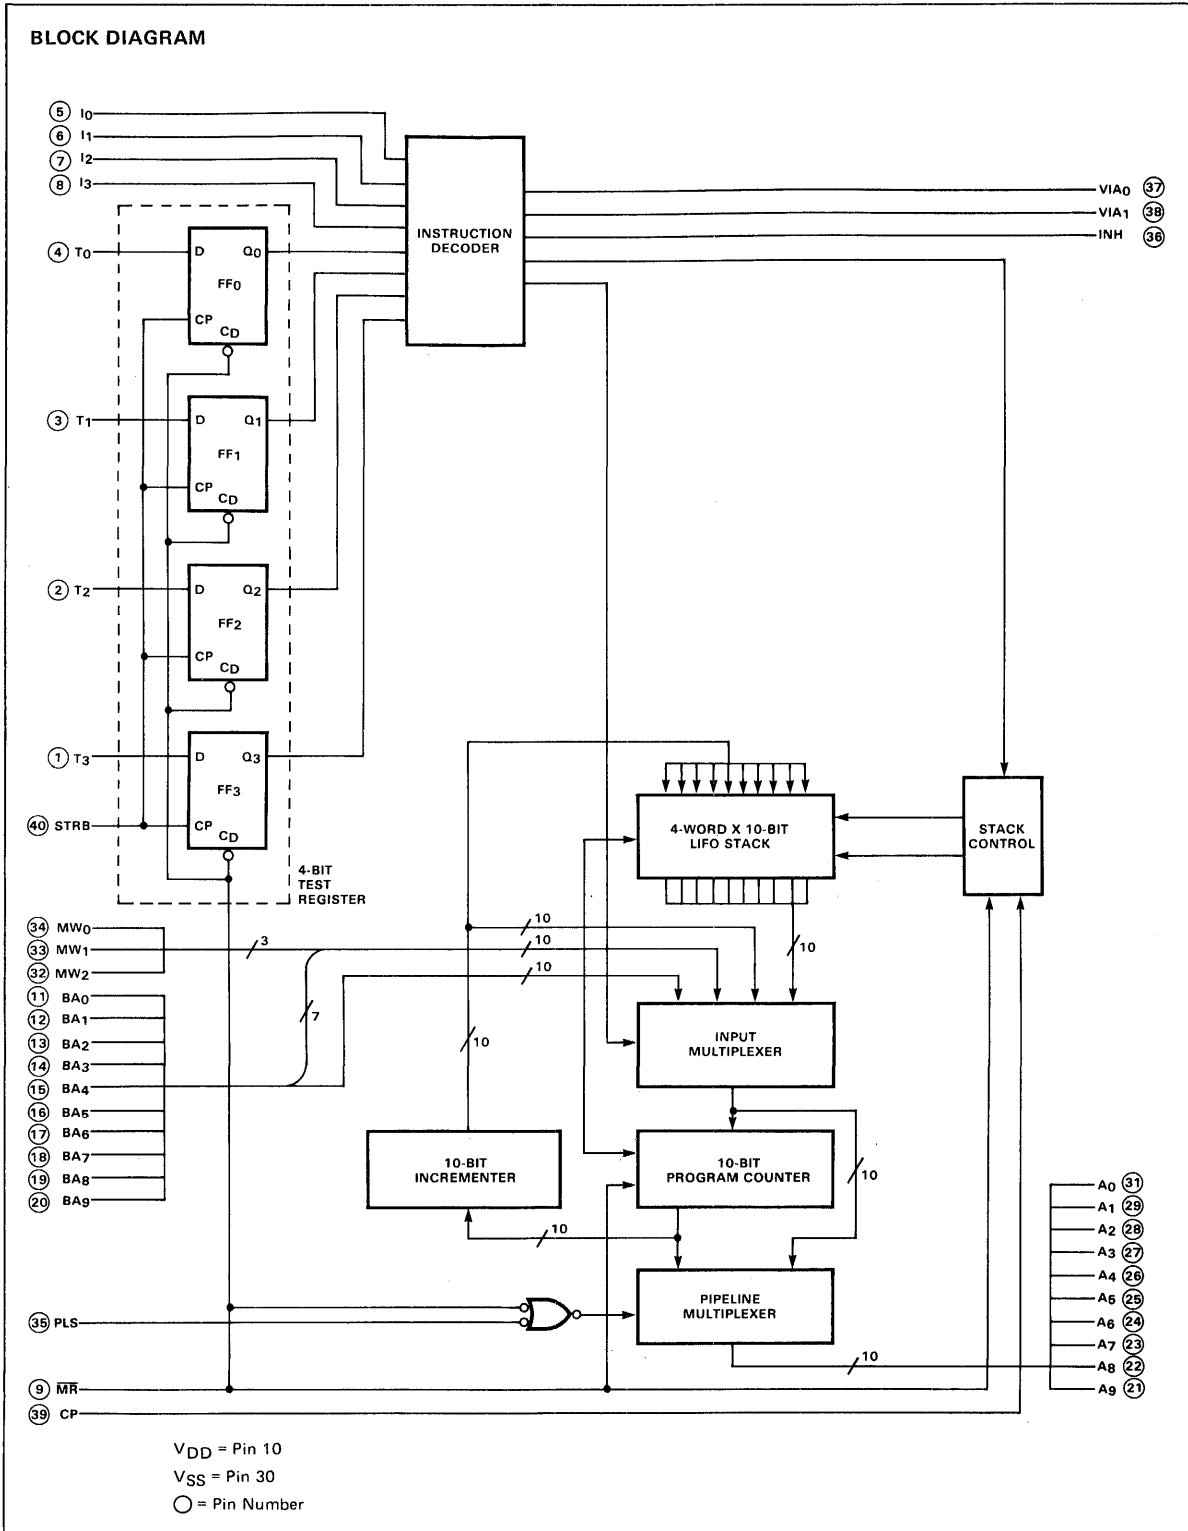 BLOCK DIAGRAM
5 I0
6 I1
7 I2
8 I3
4 T0
D Q0
FF0
CP
CD
3 T1
D Q1
FF1
CP
CD
2 T2
D Q2
FF2
CP
CD
1 T3
D Q3
FF3
CP
CD
40 STRB
4-BIT
TEST
REGISTER
INSTRUCTION
DECODER
VIA0 37
VIA1 38
INH 36
4-WORD X 10-BIT
LIFO STACK
STACK
CONTROL
34 MW0
33 MW1
32 MW2
3
10
10
10
10
11 BA0
12 BA1
13 BA2
14 BA3
15 BA4
16 BA5
17 BA6
18 BA7
19 BA8
20 BA9
7
10
INPUT
MULTIPLEXER
10-BIT
INCREMENTER
10-BIT
PROGRAM COUNTER
10
10
PIPELINE
MULTIPLEXER
10
A0 31
A1 29
A2 28
A3 27
A4 26
A5 25
A6 24
A7 23
A8 22
A9 21
35 PLS
9 M̅R̅
39 CP
VDD = Pin 10
VSS = Pin 30
= Pin Number